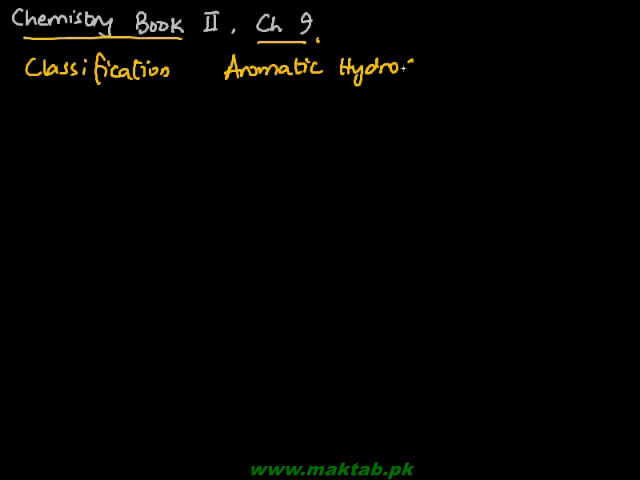 Chemistry Book II, Ch 9.
Classification Aromatic Hydro
www.maktab.pk